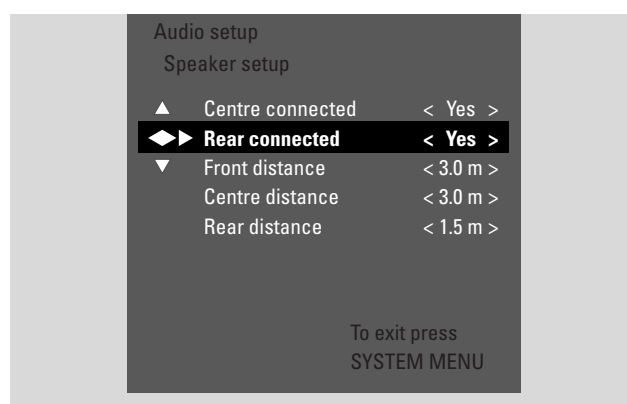 Audio setup
Speaker setup
▲ Centre connected < Yes >
◀▶▶ Rear connected < Yes >
▼ Front distance < 3.0 m >
Centre distance < 3.0 m >
Rear distance < 1.5 m >
To exit press
SYSTEM MENU